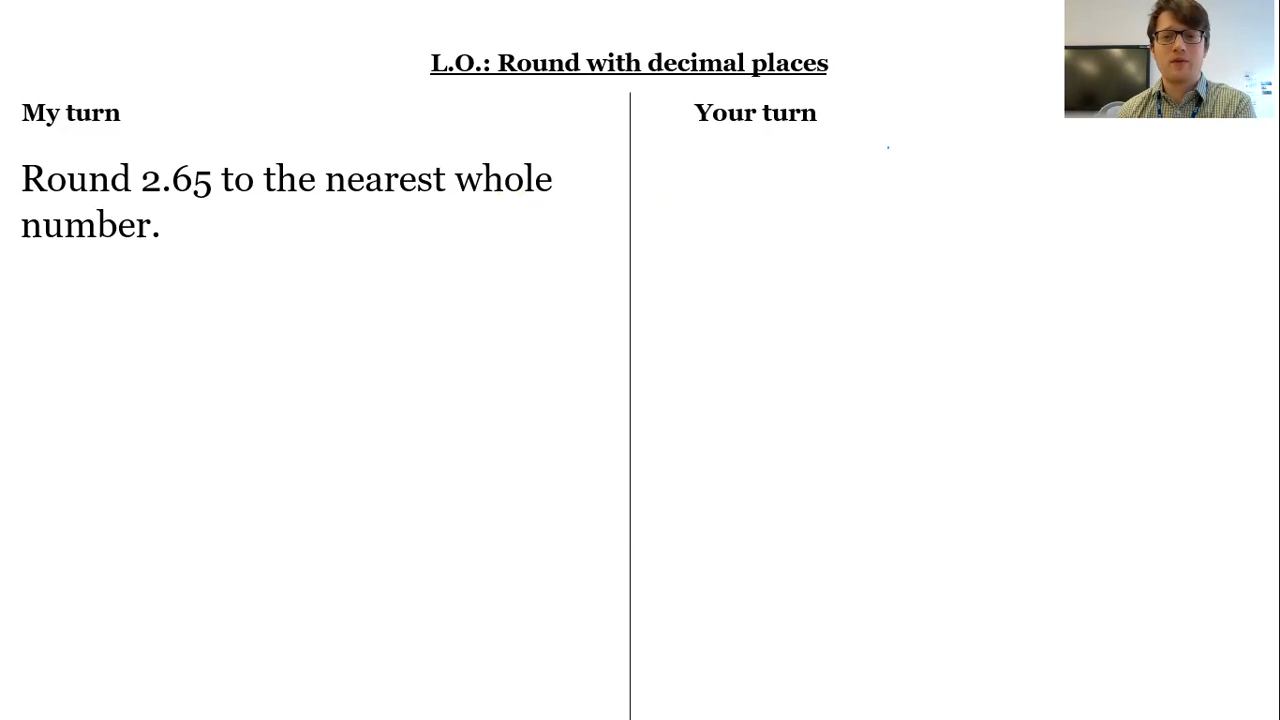 L.O.: Round with decimal places
My turn
Your turn
Round 2.65 to the nearest whole
number.